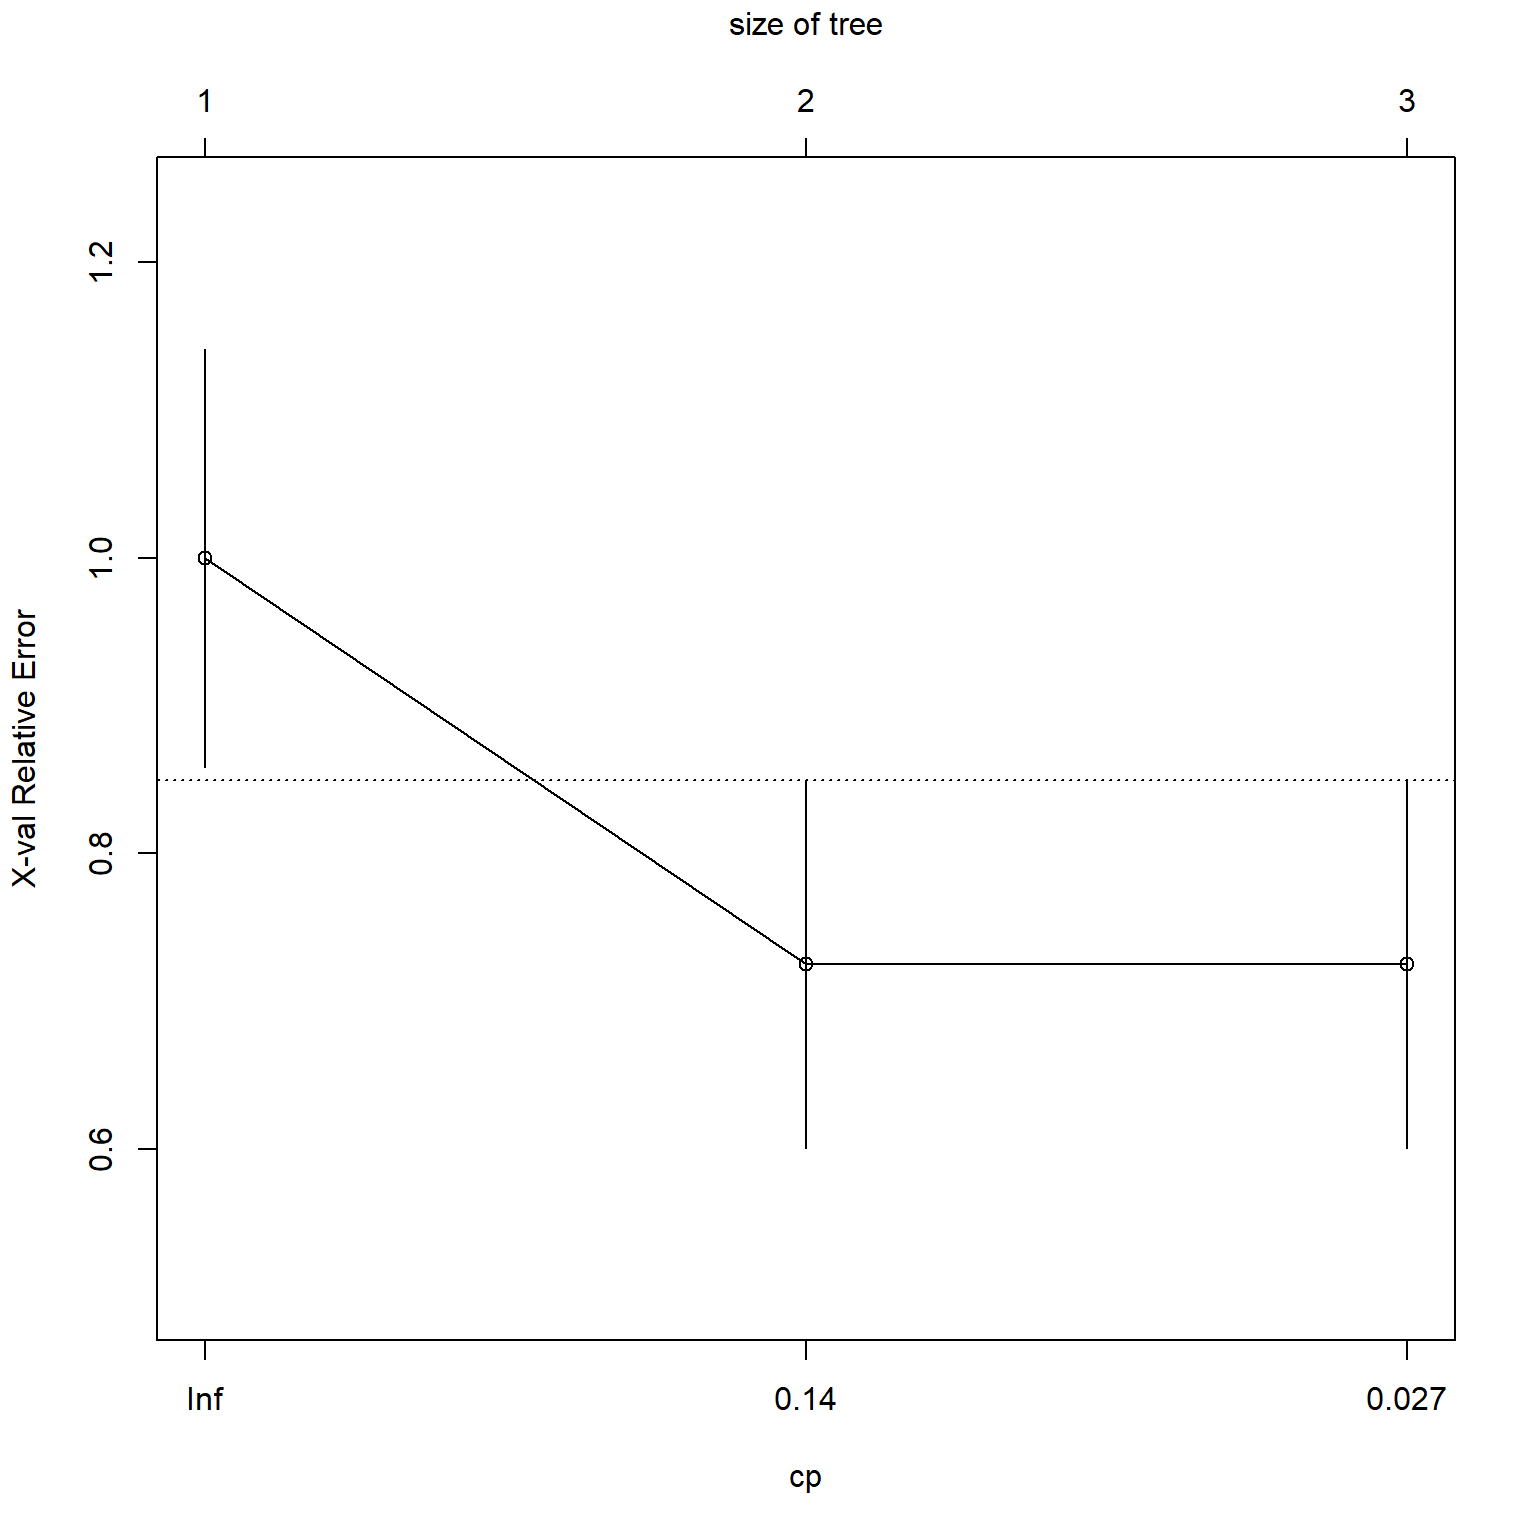 size of tree
1 2 3
X-val Relative Error
1.2
1.0
0.8
0.6
Inf 0.14 0.027
cp